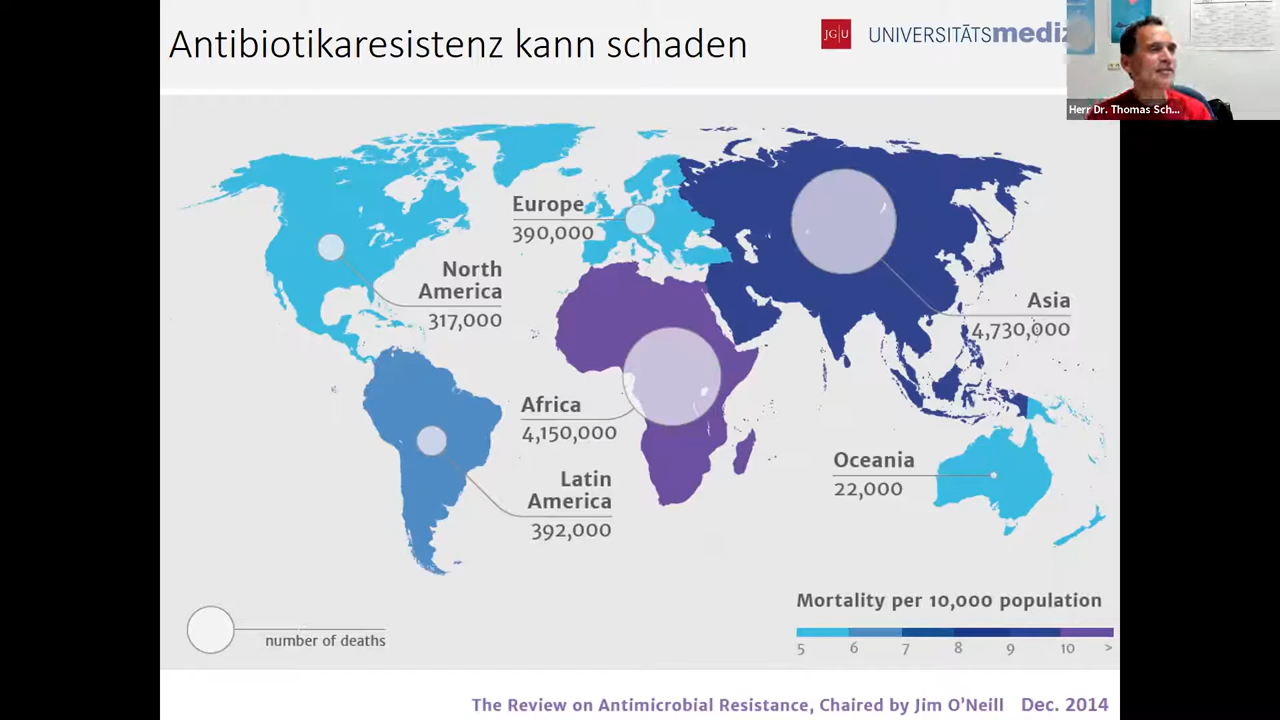 Antibiotikaresistenz kann schaden
JG|U UNIVERSITÄTSmediz
Herr Dr. Thomas Sch...
Europe
390,000
North
America
317,000
Asia
4,730,000
Africa
4,150,000
Oceania
22,000
Latin
America
392,000
number of deaths
Mortality per 10,000 population
5 6 7 8 9 10 >
The Review on Antimicrobial Resistance, Chaired by Jim O'Neill Dec. 2014